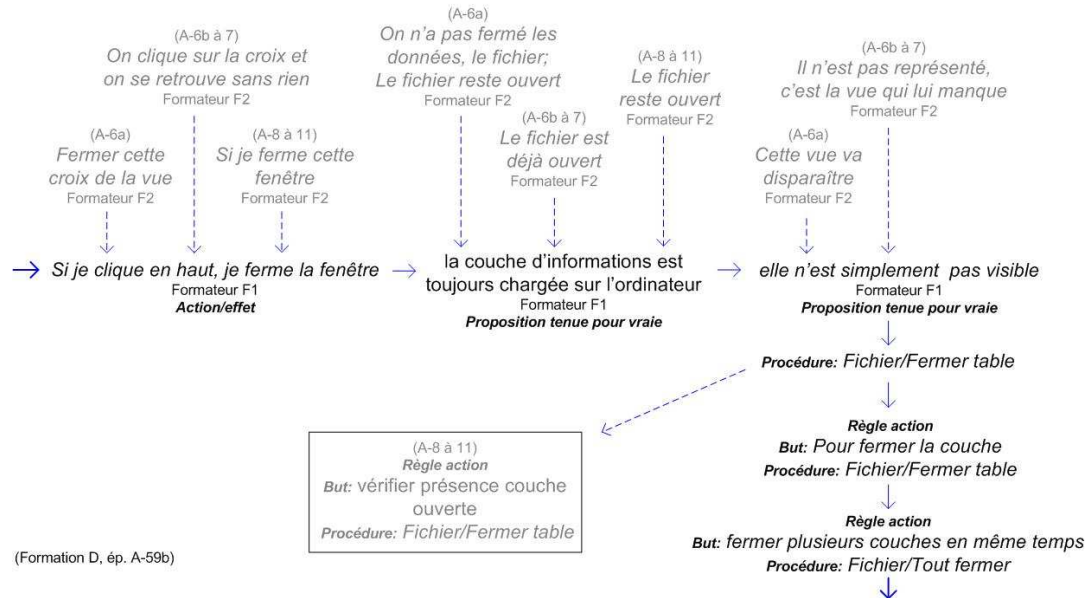 (A-6b à 7)
On clique sur la croix et
on se retrouve sans rien
Formateur F2
(A-6a)
On n'a pas fermé les
données, le fichier;
Le fichier reste ouvert
Formateur F2
(A-8 à 11)
Le fichier
reste ouvert
Formateur F2
(A-6b à 7)
Il n'est pas représenté,
c'est la vue qui lui manque
Formateur F2
(A-6a)
Fermer cette
croix de la vue
Formateur F2
(A-8 à 11)
Si je ferme cette
fenêtre
Formateur F2
(A-6b à 7)
Le fichier est
déjà ouvert
Formateur F2
(A-6a)
Cette vue va
disparaître
Formateur F2
Si je clique en haut, je ferme la fenêtre
Formateur F1
Action/effet
la couche d'informations est
toujours chargée sur l'ordinateur
Formateur F1
Proposition tenue pour vraie
elle n'est simplement pas visible
Formateur F1
Proposition tenue pour vraie
Procédure: Fichier/Fermer table
(A-8 à 11)
Règle action
But: vérifier présence couche
ouverte
Procédure: Fichier/Fermer table
Règle action
But: Pour fermer la couche
Procédure: Fichier/Fermer table
Règle action
But: fermer plusieurs couches en même temps
Procédure: Fichier/Tout fermer
(Formation D, ép. A-59b)